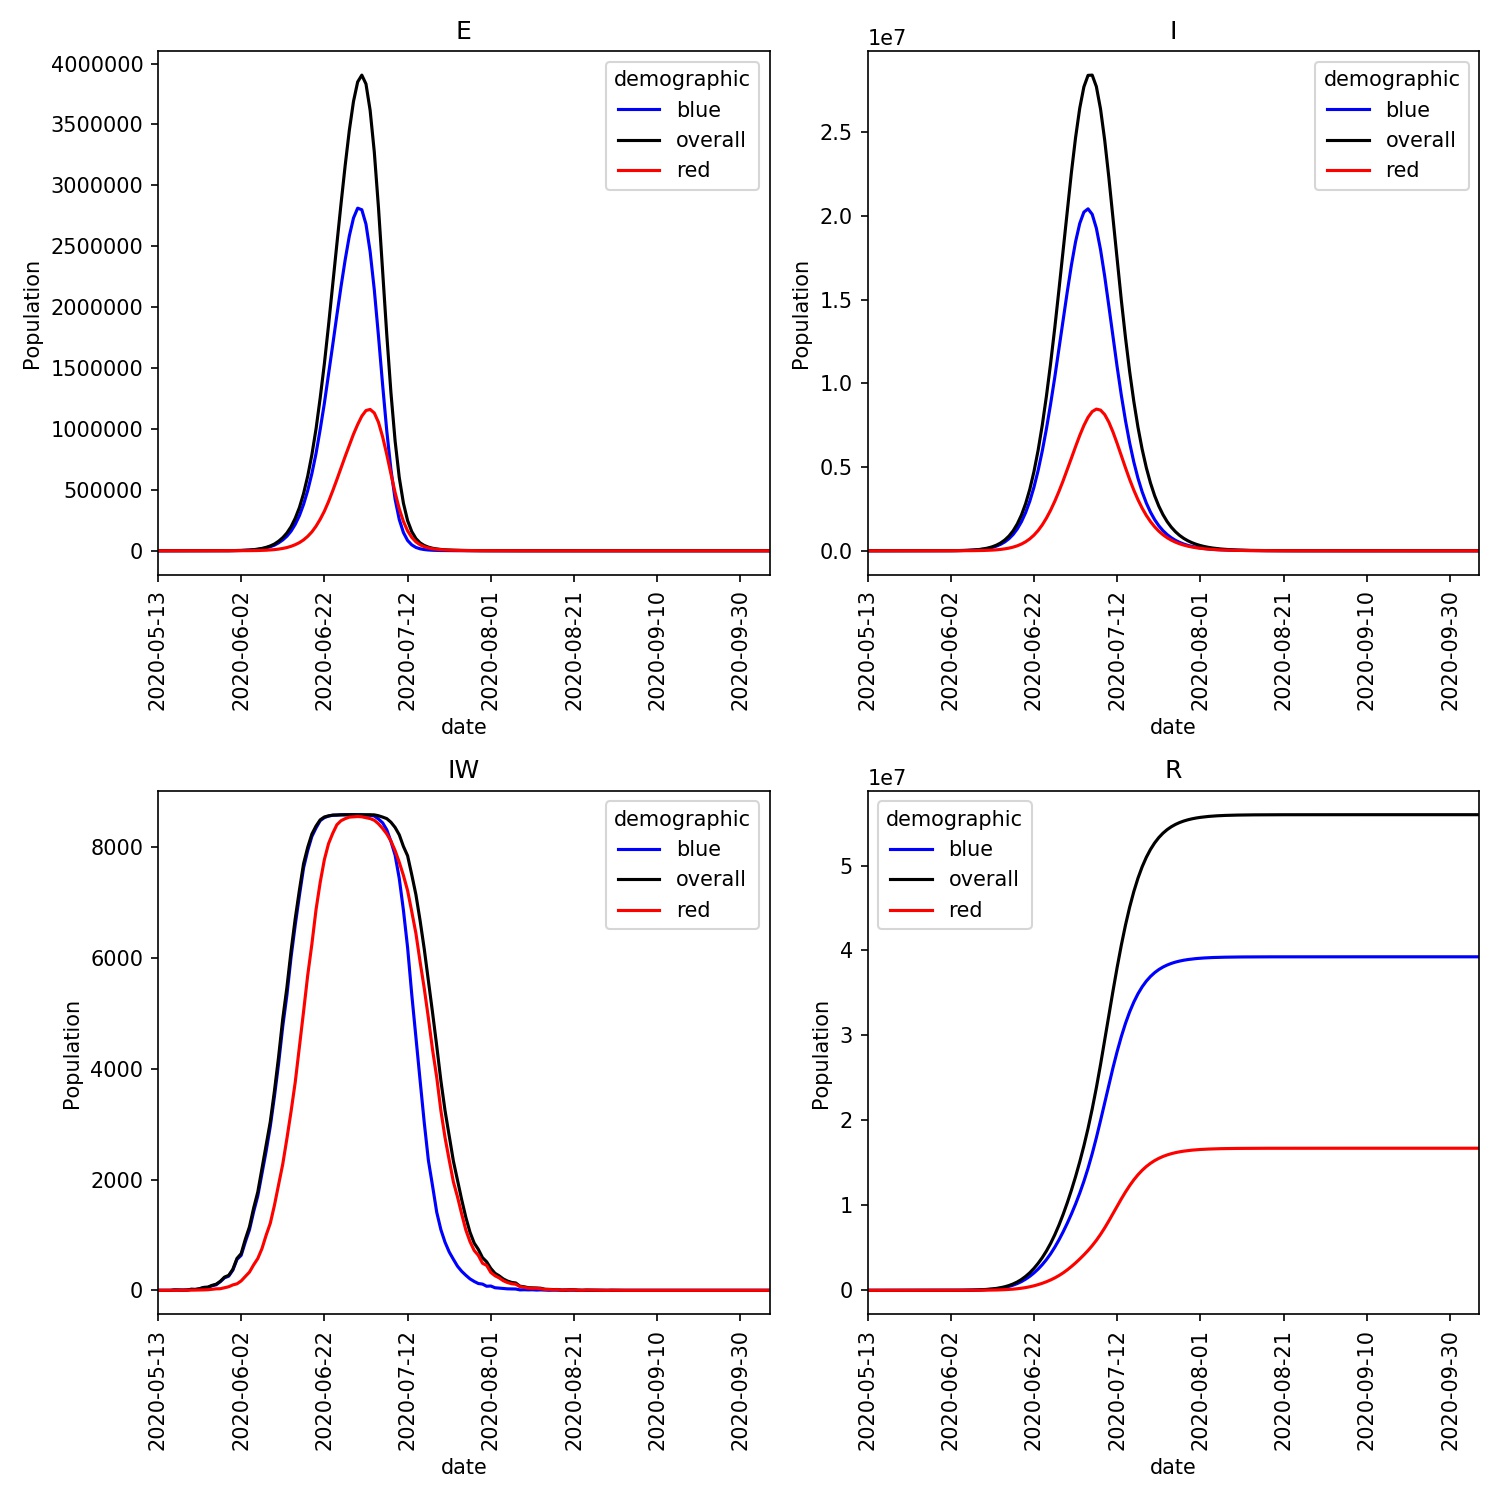 E
4000000
3500000
3000000
2500000
2000000
1500000
1000000
500000
0
Population
demographic
blue
overall
red
2020-05-13
2020-06-02
2020-06-22
2020-07-12
2020-08-01
2020-08-21
2020-09-10
2020-09-30
date
I
1e7
2.5
2.0
1.5
1.0
0.5
0.0
Population
demographic
blue
overall
red
2020-05-13
2020-06-02
2020-06-22
2020-07-12
2020-08-01
2020-08-21
2020-09-10
2020-09-30
date
IW
8000
6000
4000
2000
0
Population
demographic
blue
overall
red
2020-05-13
2020-06-02
2020-06-22
2020-07-12
2020-08-01
2020-08-21
2020-09-10
2020-09-30
date
R
1e7
5
4
3
2
1
0
Population
demographic
blue
overall
red
2020-05-13
2020-06-02
2020-06-22
2020-07-12
2020-08-01
2020-08-21
2020-09-10
2020-09-30
date